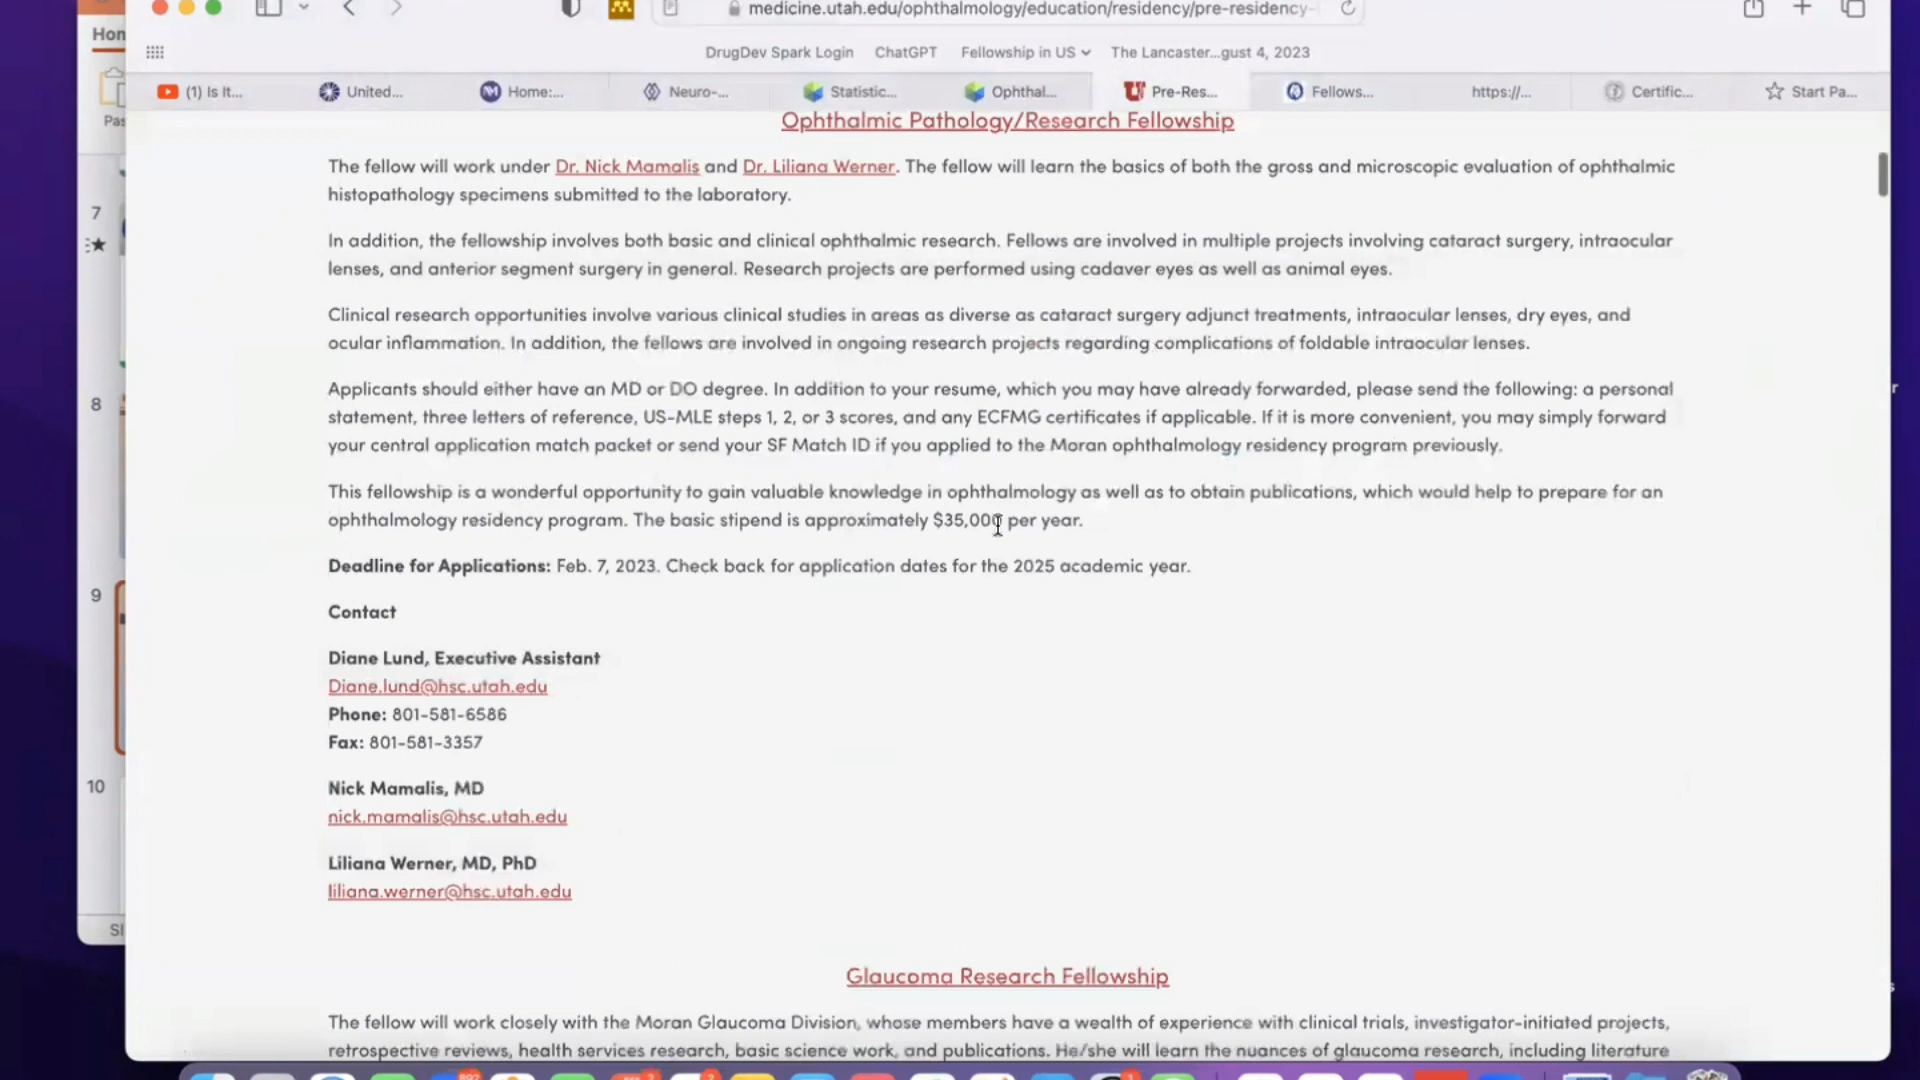 Hon
medicine.utah.edu/ophthalmology/education/residency/pre-residency-
DrugDev Spark Login ChatGPT Fellowship in US The Lancaster...gust 4, 2023
(1) Is It... United... Home:... Neuro-... Statistic... Ophthal... Pre-Res... Fellows... https://... Certific... Start Pa...
Pas
Ophthalmic Pathology/Research Fellowship
The fellow will work under Dr. Nick Mamalis and Dr. Liliana Werner. The fellow will learn the basics of both the gross and microscopic evaluation of ophthalmic
histopathology specimens submitted to the laboratory.
7
In addition, the fellowship involves both basic and clinical ophthalmic research. Fellows are involved in multiple projects involving cataract surgery, intraocular
lenses, and anterior segment surgery in general. Research projects are performed using cadaver eyes as well as animal eyes.
Clinical research opportunities involve various clinical studies in areas as diverse as cataract surgery adjunct treatments, intraocular lenses, dry eyes, and
ocular inflammation. In addition, the fellows are involved in ongoing research projects regarding complications of foldable intraocular lenses.
Applicants should either have an MD or DO degree. In addition to your resume, which you may have already forwarded, please send the following: a personal
8
statement, three letters of reference, US-MLE steps 1, 2, or 3 scores, and any ECFMG certificates if applicable. If it is more convenient, you may simply forward
your central application match packet or send your SF Match ID if you applied to the Moran ophthalmology residency program previously.
This fellowship is a wonderful opportunity to gain valuable knowledge in ophthalmology as well as to obtain publications, which would help to prepare for an
ophthalmology residency program. The basic stipend is approximately $35,000 per year.
Deadline for Applications: Feb. 7, 2023. Check back for application dates for the 2025 academic year.
9
Contact
Diane Lund, Executive Assistant
Diane.lund@hsc.utah.edu
Phone: 801-581-6586
Fax: 801-581-3357
10
Nick Mamalis, MD
nick.mamalis@hsc.utah.edu
Liliana Werner, MD, PhD
liliana.werner@hsc.utah.edu
Sl
Glaucoma Research Fellowship
The fellow will work closely with the Moran Glaucoma Division, whose members have a wealth of experience with clinical trials, investigator-initiated projects,
retrospective reviews, health services research, basic science work, and publications. He/she will learn the nuances of glaucoma research, including literature